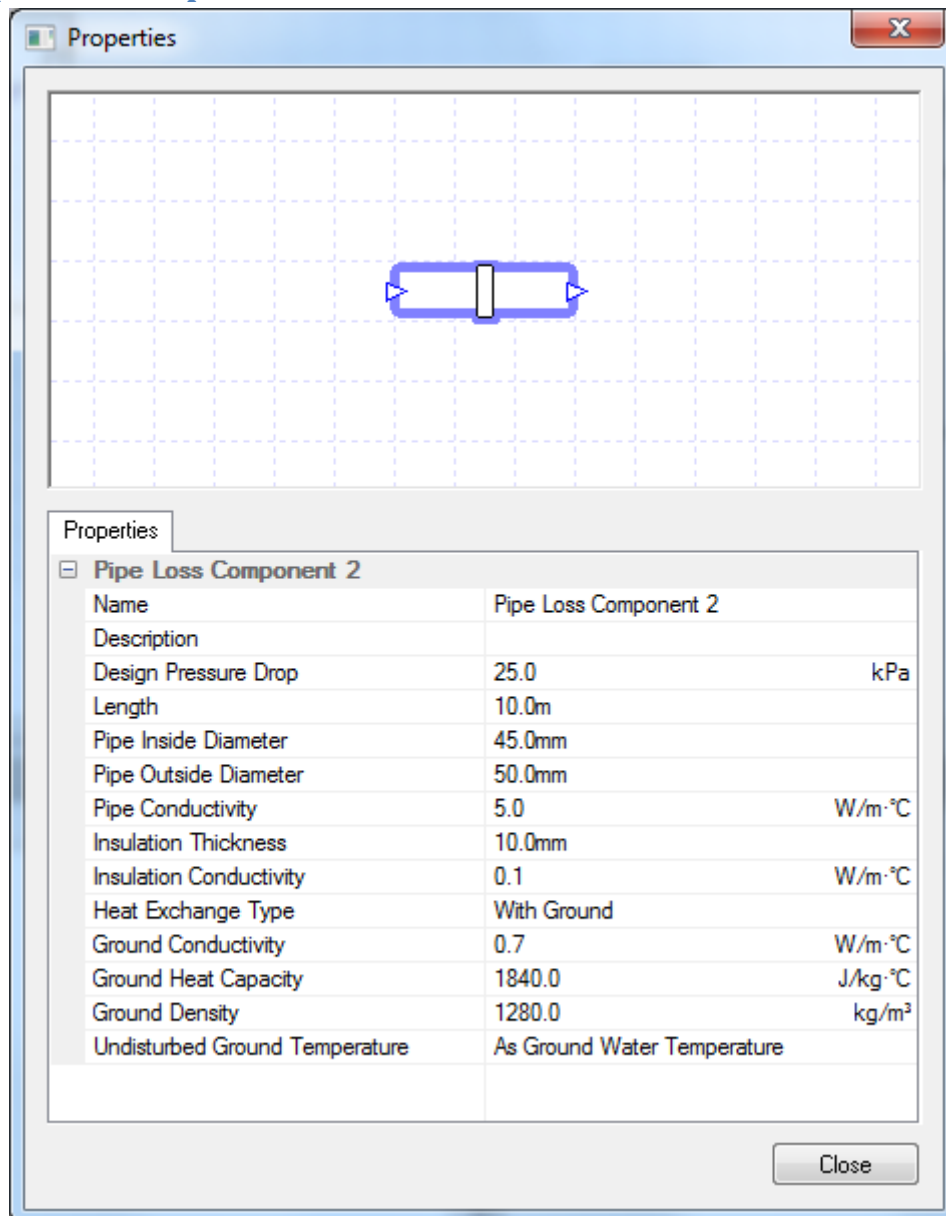 Properties
Properties
Pipe Loss Component 2
Name Pipe Loss Component 2
Description
Design Pressure Drop 25.0 kPa
Length 10.0m
Pipe Inside Diameter 45.0mm
Pipe Outside Diameter 50.0mm
Pipe Conductivity 5.0 W/m·°C
Insulation Thickness 10.0mm
Insulation Conductivity 0.1 W/m·°C
Heat Exchange Type With Ground
Ground Conductivity 0.7 W/m·°C
Ground Heat Capacity 1840.0 J/kg·°C
Ground Density 1280.0 kg/m³
Undisturbed Ground Temperature As Ground Water Temperature
Close